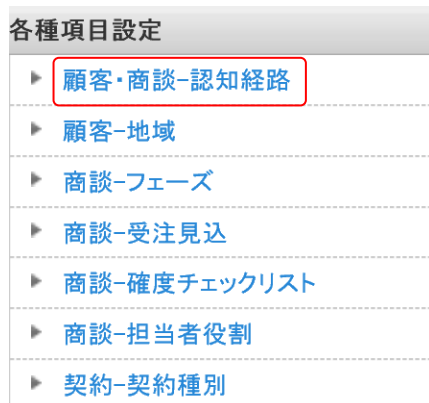 各種項目設定
顧客・商談-認知経路
顧客-地域
商談-フェーズ
商談-受注見込
商談-確度チェックリスト
商談-担当者役割
契約-契約種別